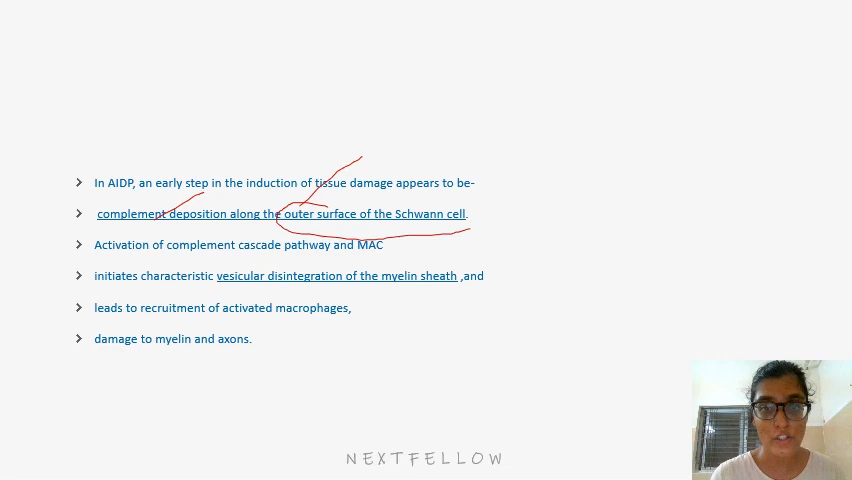 In AIDP, an early step in the induction of tissue damage appears to be-
complement deposition along the outer surface of the Schwann cell.
Activation of complement cascade pathway and MAC
initiates characteristic vesicular disintegration of the myelin sheath ,and
leads to recruitment of activated macrophages,
damage to myelin and axons.
NEXTFELLOW